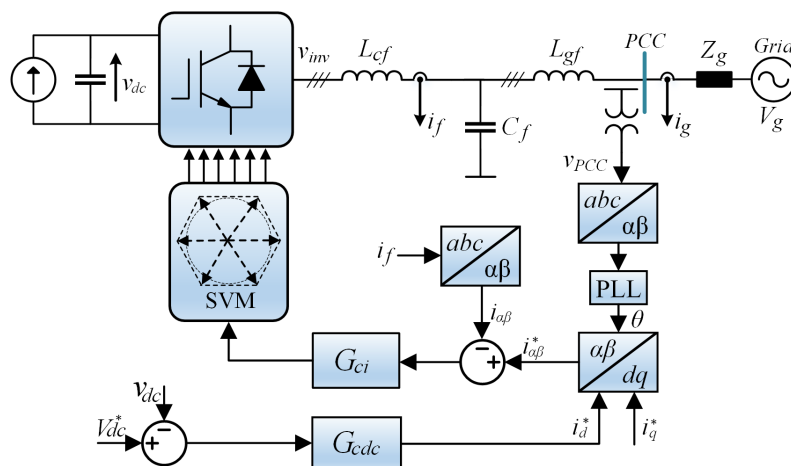 v_dc
v_inv
L_cf
i_f
C_f
L_gf
PCC
i_g
Z_g
Grid
V_g
v_PCC
abc
αβ
PLL
θ
SVM
i_f
abc
αβ
i_αβ
G_ci
−
+
i*_αβ
αβ
dq
v_dc
V*_dc
+
−
G_cdc
i*_d
i*_q